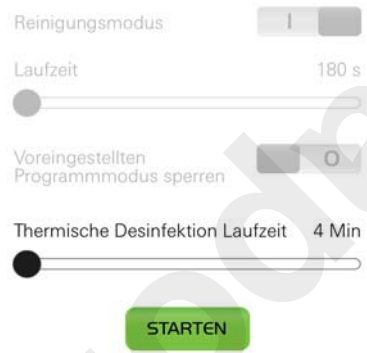 Reinigungsmodus I
Laufzeit 180 s
Voreingestellten
Programmmodus sperren O
Thermische Desinfektion Laufzeit 4 Min
STARTEN